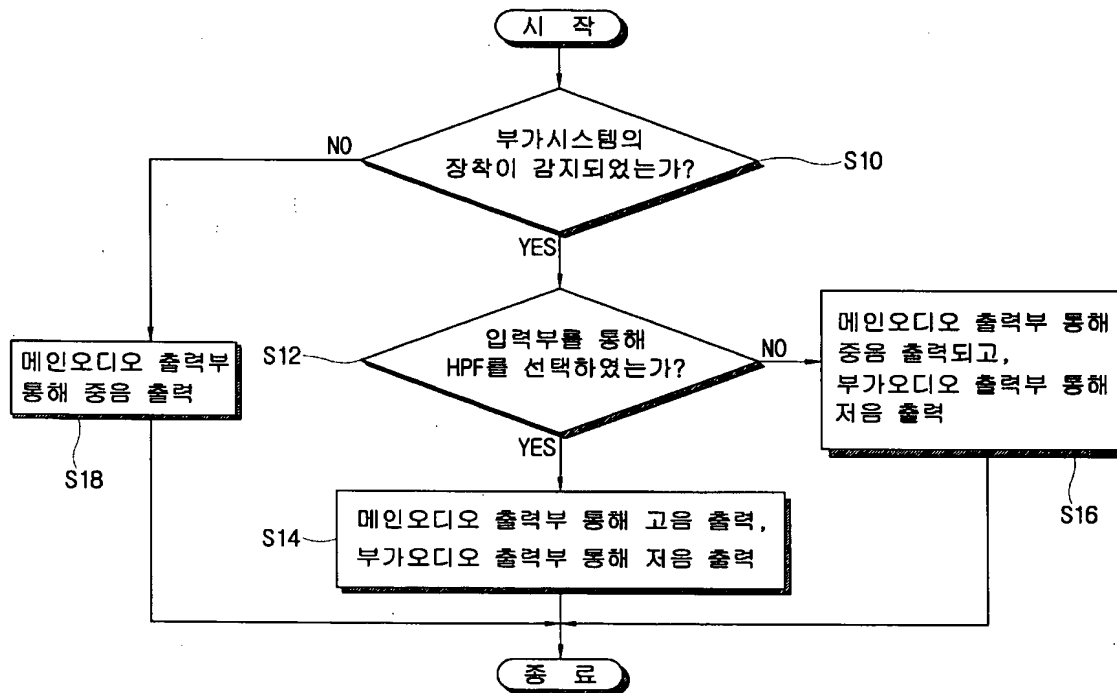 시 작
부가시스템의
장착이 감지되었는가?
S10
NO
YES
입력부를 통해
HPF를 선택하였는가?
S12
NO
YES
메인오디오 출력부 통해
중음 출력되고,
부가오디오 출력부 통해
저음 출력
S16
메인오디오 출력부
통해 중음 출력
S18
메인오디오 출력부 통해 고음 출력,
부가오디오 출력부 통해 저음 출력
S14
종 료